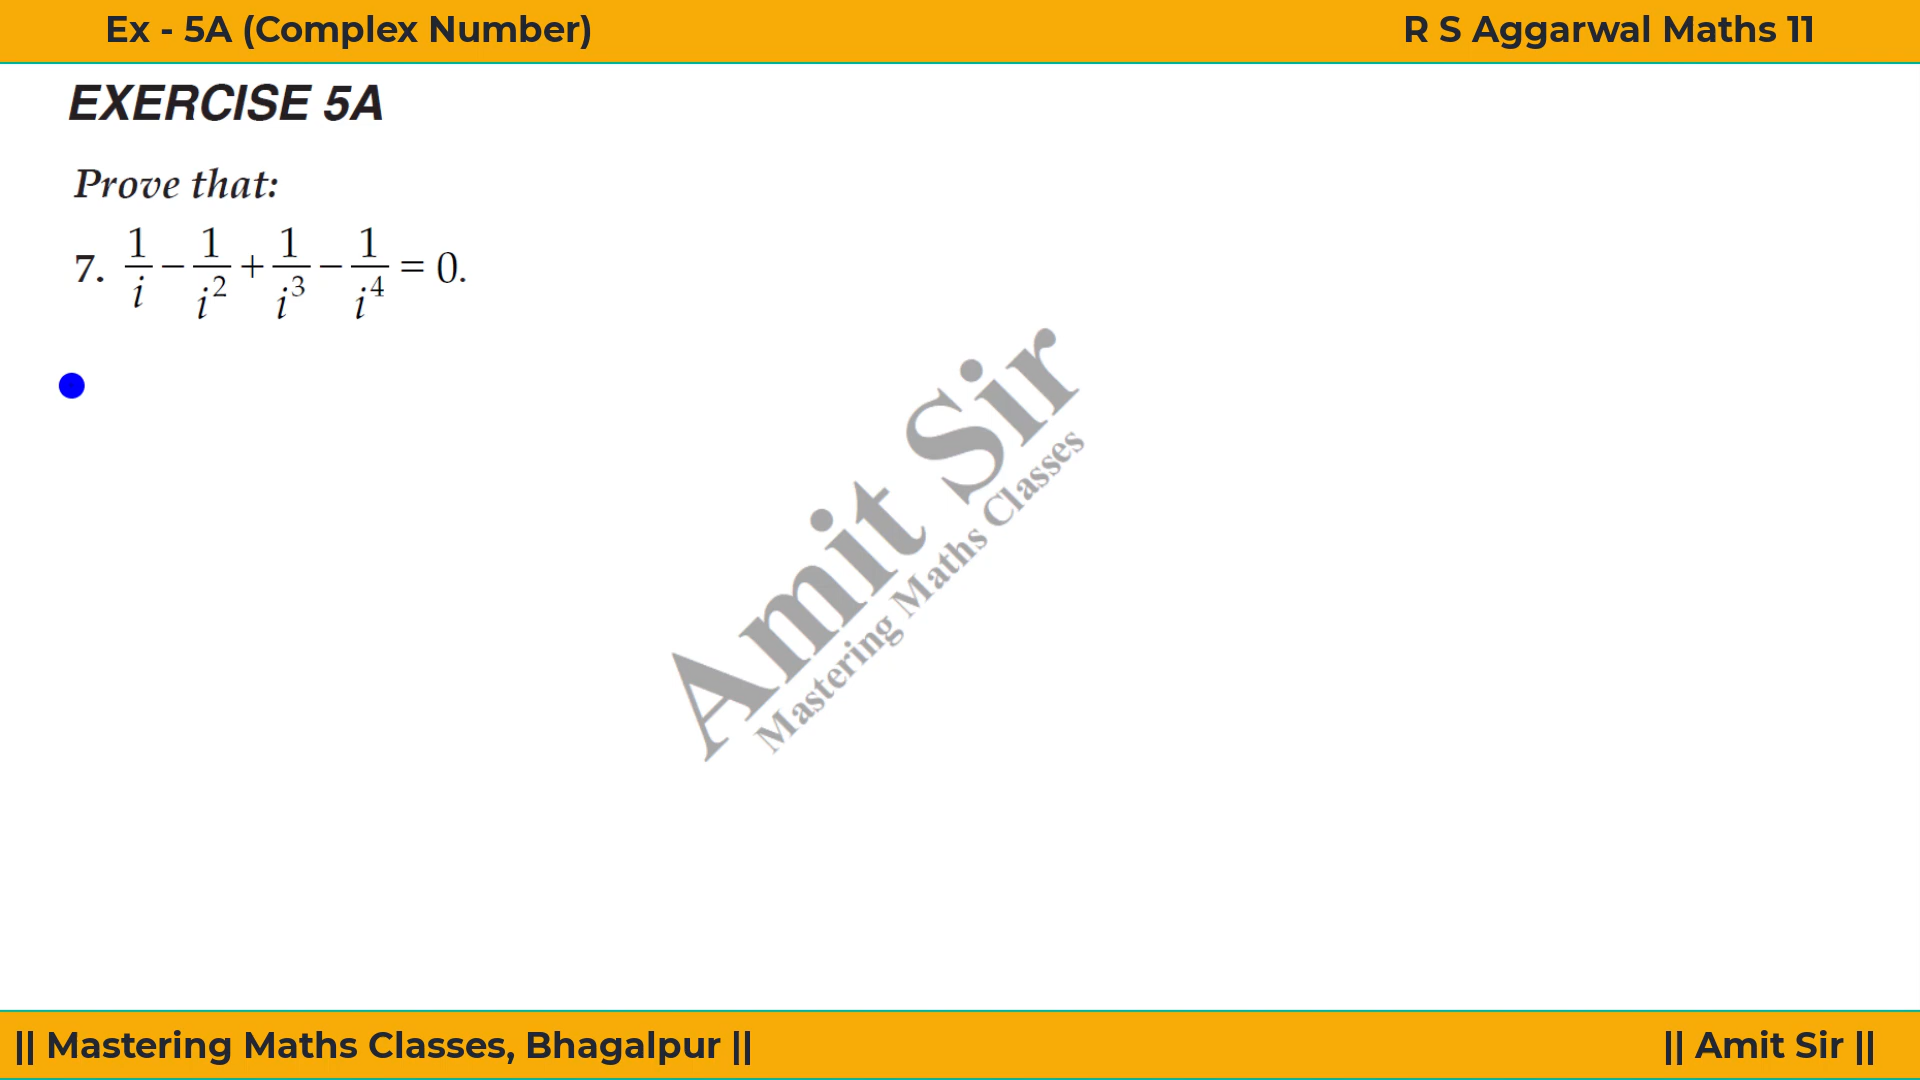 Ex - 5A (Complex Number)
R S Aggarwal Maths 11
EXERCISE 5A
Prove that:
7. 1/i − 1/i² + 1/i³ − 1/i⁴ = 0.
Amit Sir
Mastering Maths Classes
|| Mastering Maths Classes, Bhagalpur ||
|| Amit Sir ||